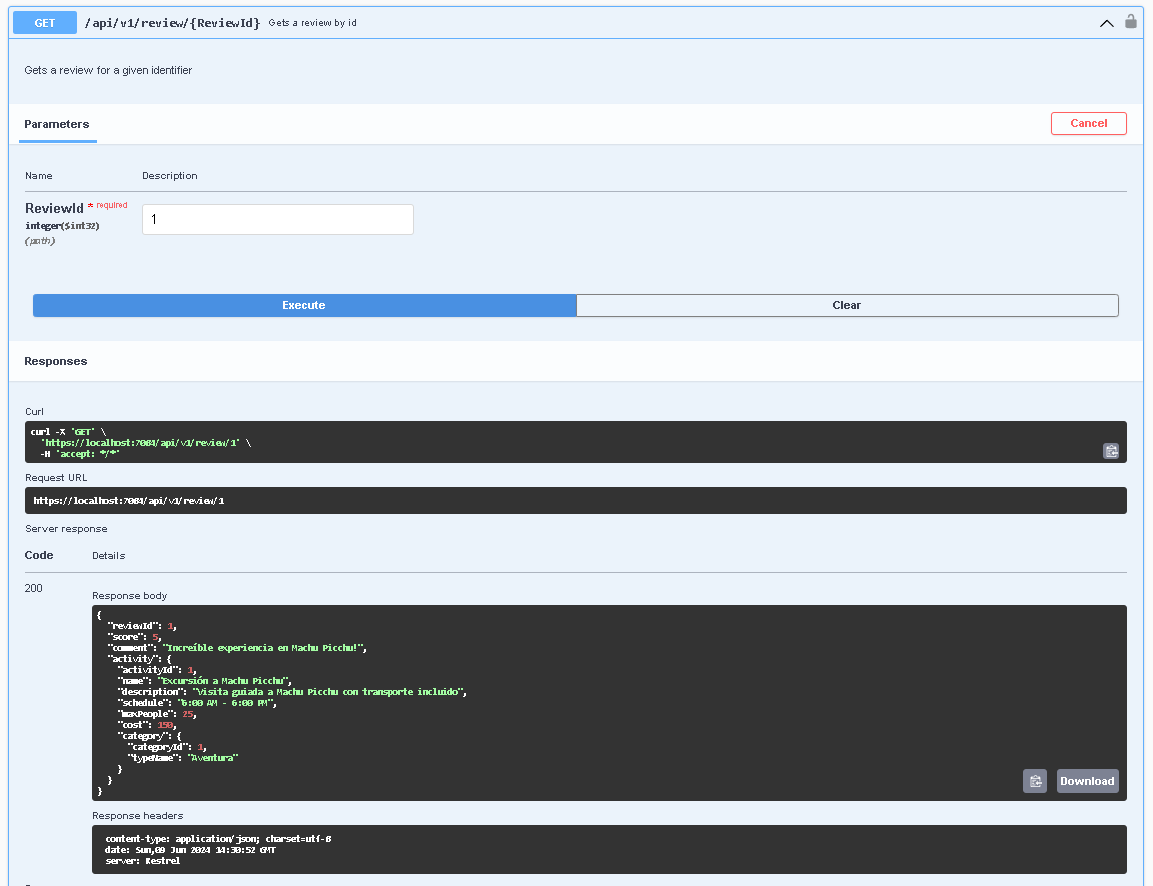 GET /api/v1/review/{ReviewId} Gets a review by id
Gets a review for a given identifier
Parameters Cancel
Name Description
ReviewId * required
integer($int32)
(path)
1
Execute Clear
Responses
Curl
curl -X 'GET' \
'https://localhost:7084/api/v1/review/1' \
-H 'accept: */*'
Request URL
https://localhost:7084/api/v1/review/1
Server response
Code Details
200
Response body
{
"reviewId": 1,
"score": 5,
"comment": "Increíble experiencia en Machu Picchu!",
"activity": {
"activityId": 1,
"name": "Excursión a Machu Picchu",
"description": "Visita guiada a Machu Picchu con transporte incluido",
"schedule": "6:00 AM - 6:00 PM",
"maxPeople": 25,
"cost": 150,
"category": {
"categoryId": 1,
"typeName": "Aventura"
}
}
}
Download
Response headers
content-type: application/json; charset=utf-8
date: Sun,09 Jun 2024 14:30:52 GMT
server: Kestrel